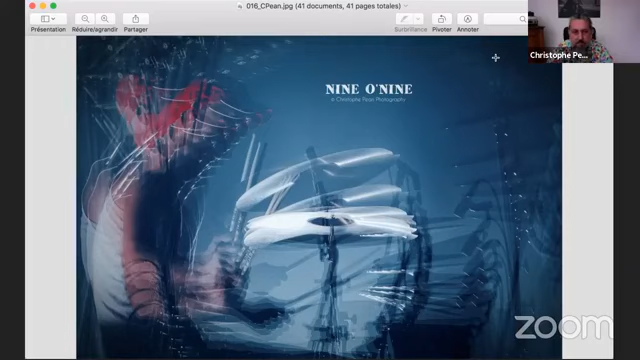 016_CPean.jpg (41 documents, 41 pages totales)
Présentation
Réduire/agrandir
Partager
Surbrillance
Pivoter
Annoter
Christophe Pe...
NINE O'NINE
© Christophe Péan Photography
zoom